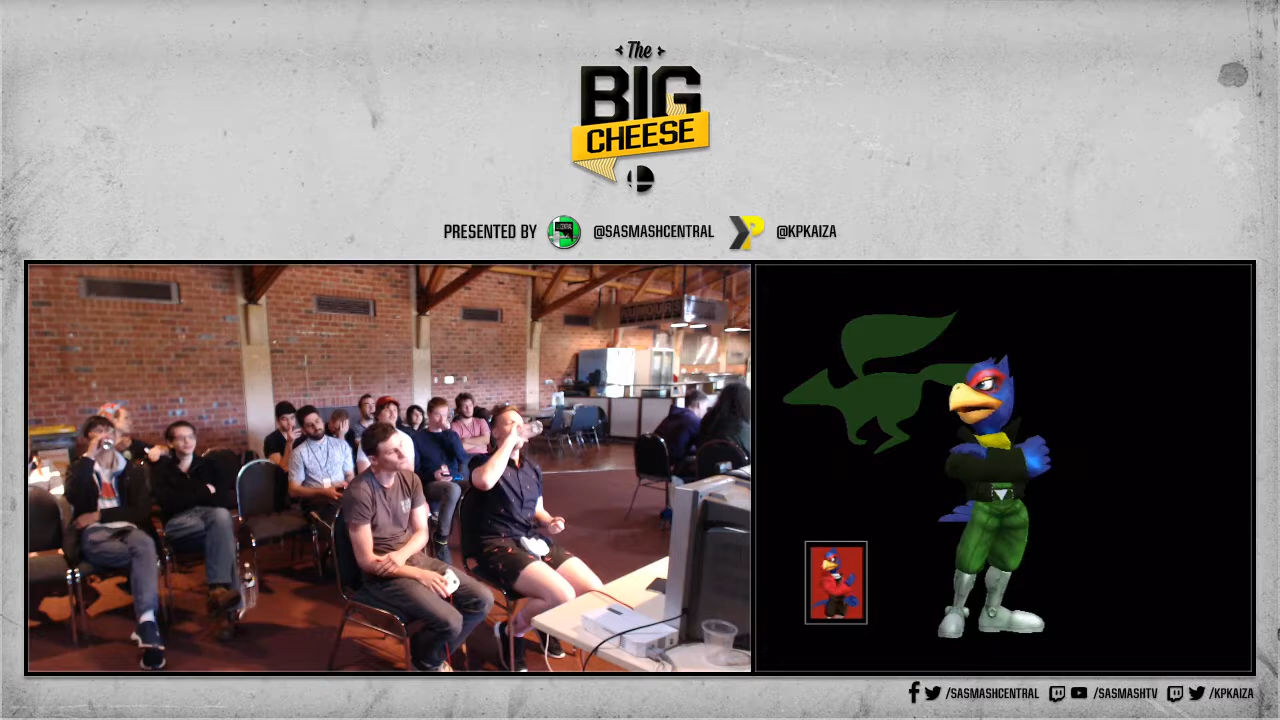 The
BIG
CHEESE
PRESENTED BY @SASMASHCENTRAL @KPKAIZA
/SASMASHCENTRAL /SASMASHTV /KPKAIZA